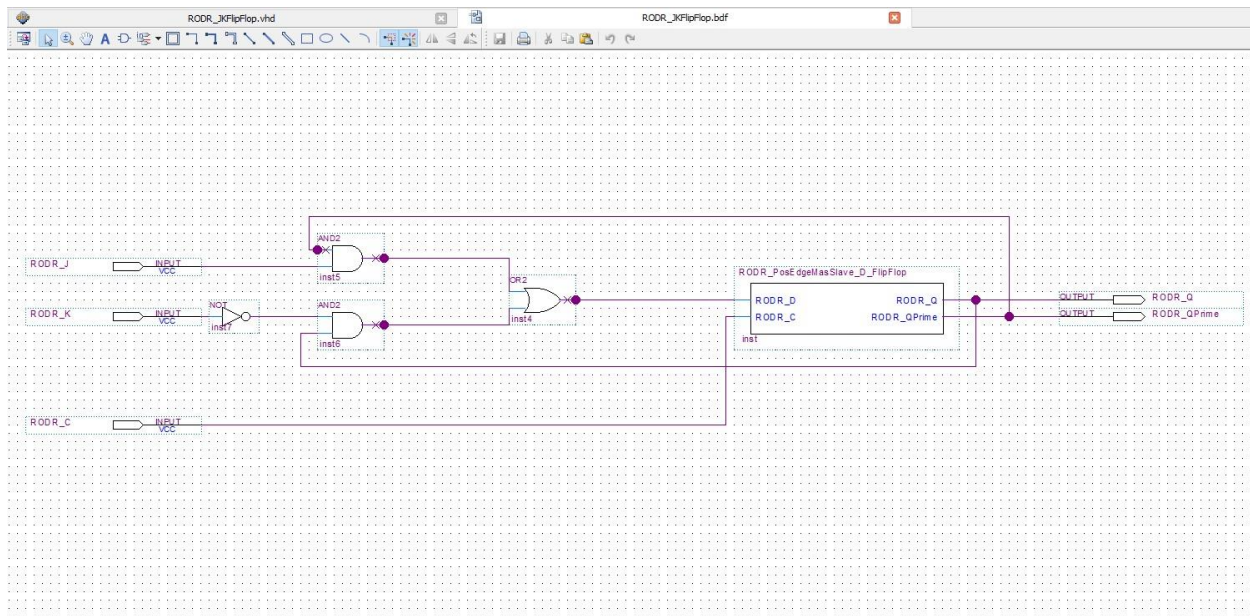 RODR_JKFlipFlop.vhd
RODR_JKFlipFlop.bdf
AND2
inst5
RODR_J
INPUT
VCC
RODR_PosEdgeMasSlave_D_FlipFlop
RODR_D
RODR_Q
RODR_C
RODR_QPrime
inst
OR2
inst4
OUTPUT
RODR_Q
OUTPUT
RODR_QPrime
RODR_K
INPUT
VCC
NOT
inst7
AND2
inst6
RODR_C
INPUT
VCC